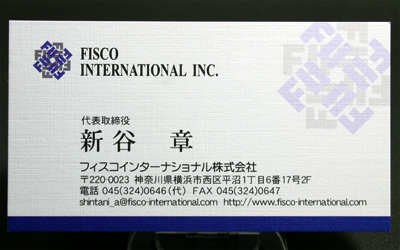 FISCO
INTERNATIONAL INC.
代表取締役
新谷 章
フィスコインターナショナル株式会社
〒220-0023 神奈川県横浜市西区平沼1丁目6番17号2F
電話 045(324)0646(代) FAX 045(324)0647
shintani_a@fisco-international.com http://www.fisco-international.com